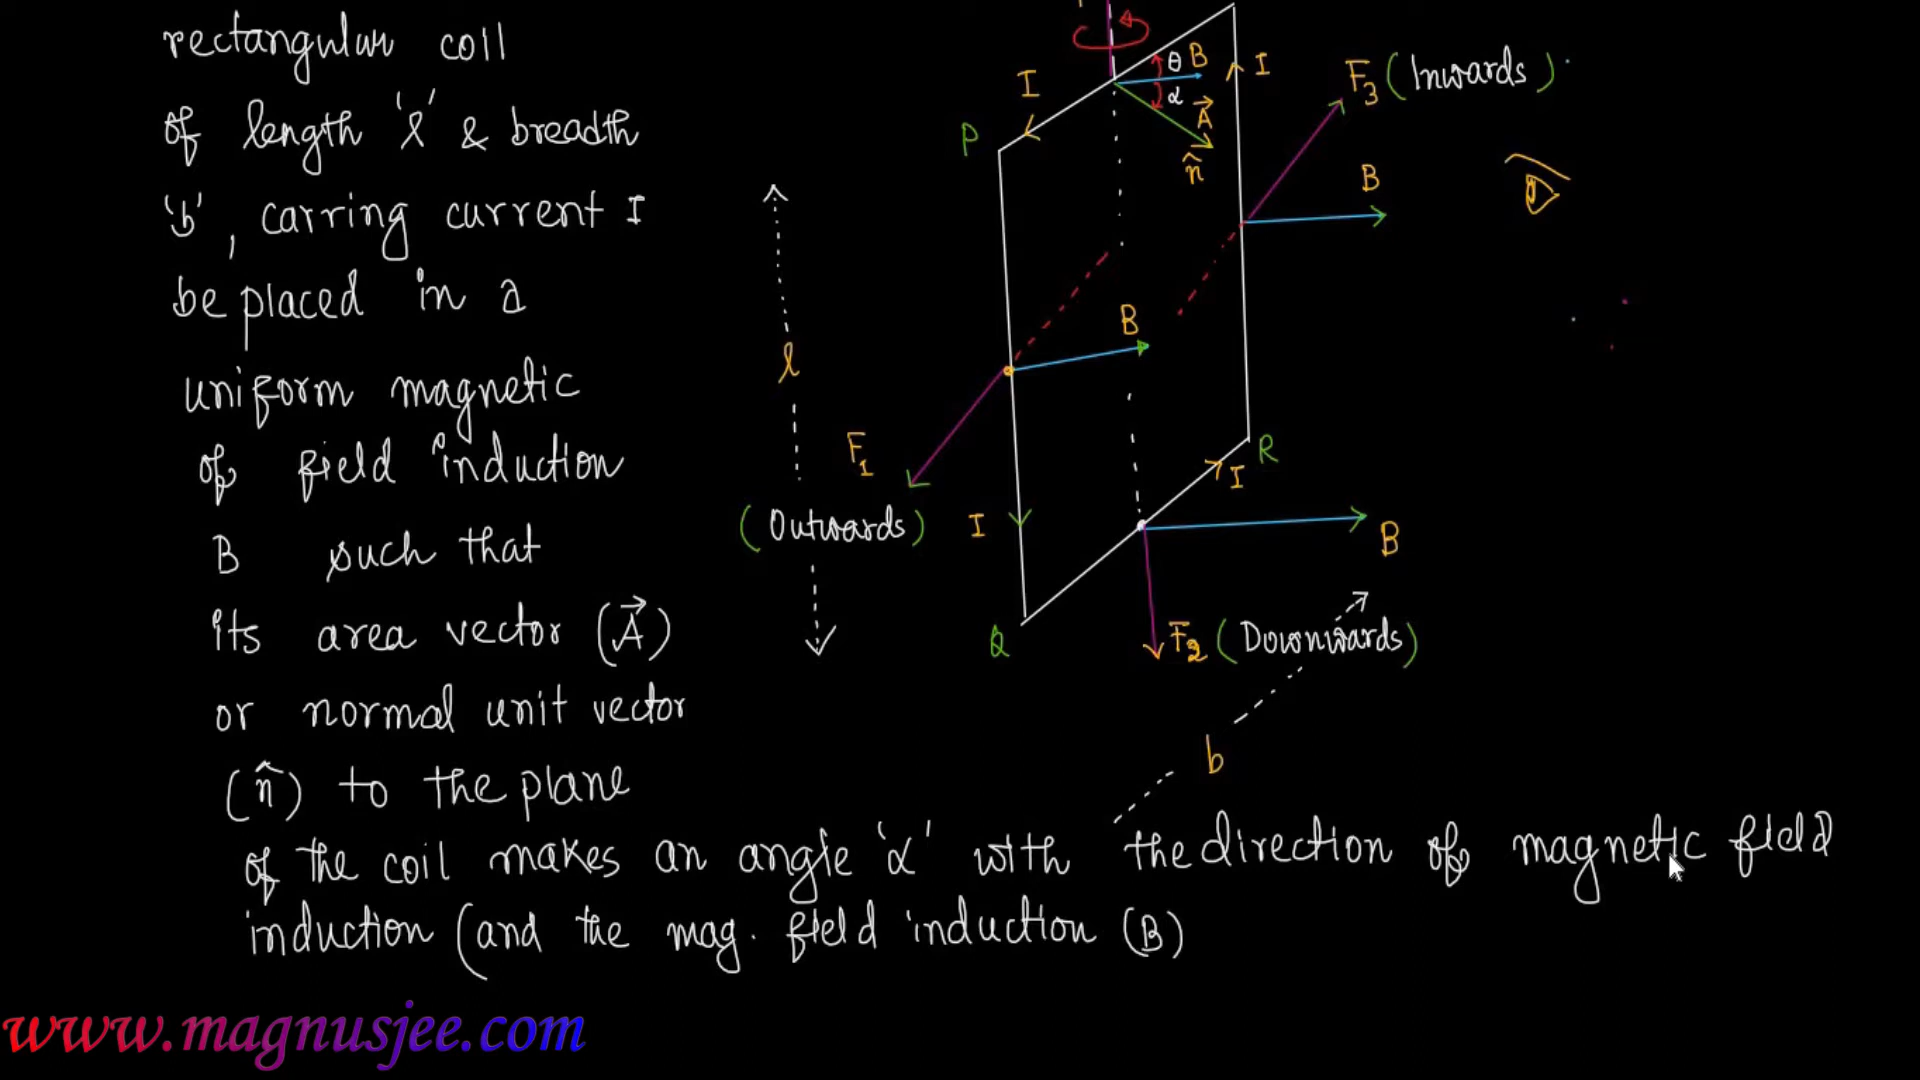 rectangular coil
of length 'l' & breadth
'b', carring current I
be placed in a
uniform magnetic
of field induction
B such that
its area vector (A⃗)
or normal unit vector
(n̂) to the plane
of the coil makes an angle 'α' with the direction of magnetic field
induction (and the mag. field induction (B)
θ B
I
I
F3 (Inwards)
α
A⃗
P
n̂
B
B
l
F1
R
I
(Outwards)
I
B
Q
F2 (Downwards)
b
www.magnusjee.com